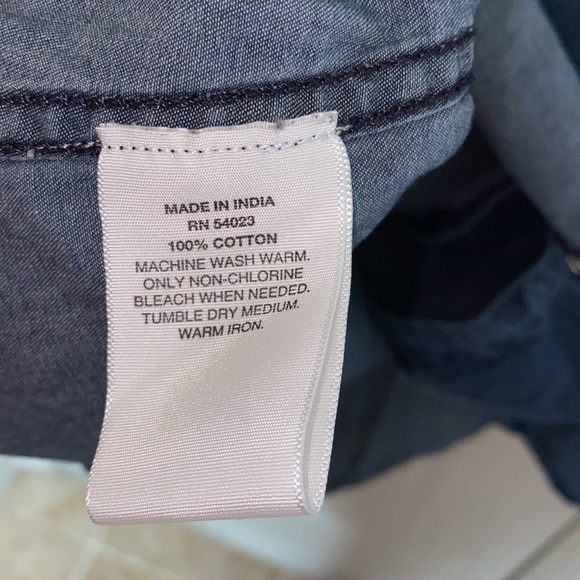 MADE IN INDIA
RN 54023
100% COTTON
MACHINE WASH WARM.
ONLY NON-CHLORINE
BLEACH WHEN NEEDED.
TUMBLE DRY MEDIUM.
WARM IRON.